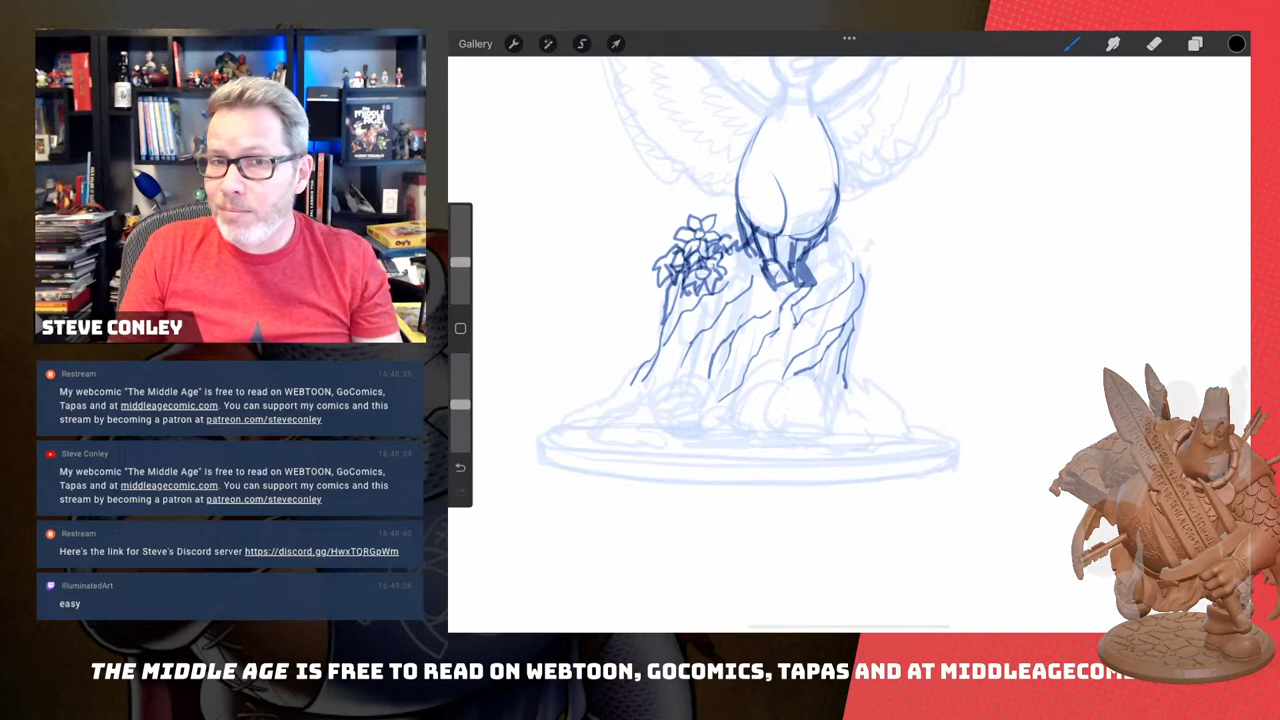 Gallery
STEVE CONLEY
THE MIDDLE AGE
Restream 16:48:38
My webcomic "The Middle Age" is free to read on WEBTOON, GoComics,
Tapas and at middleagecomic.com. You can support my comics and this
stream by becoming a patron at patreon.com/steveconley
Steve Conley 16:48:39
My webcomic "The Middle Age" is free to read on WEBTOON, GoComics,
Tapas and at middleagecomic.com. You can support my comics and this
stream by becoming a patron at patreon.com/steveconley
Restream 16:48:40
Here's the link for Steve's Discord server https://discord.gg/HwxTQRGpWm
IlluminatedArt 16:49:38
easy
THE MIDDLE AGE IS FREE TO READ ON WEBTOON, GOCOMICS, TAPAS AND AT MIDDLEAGECOM